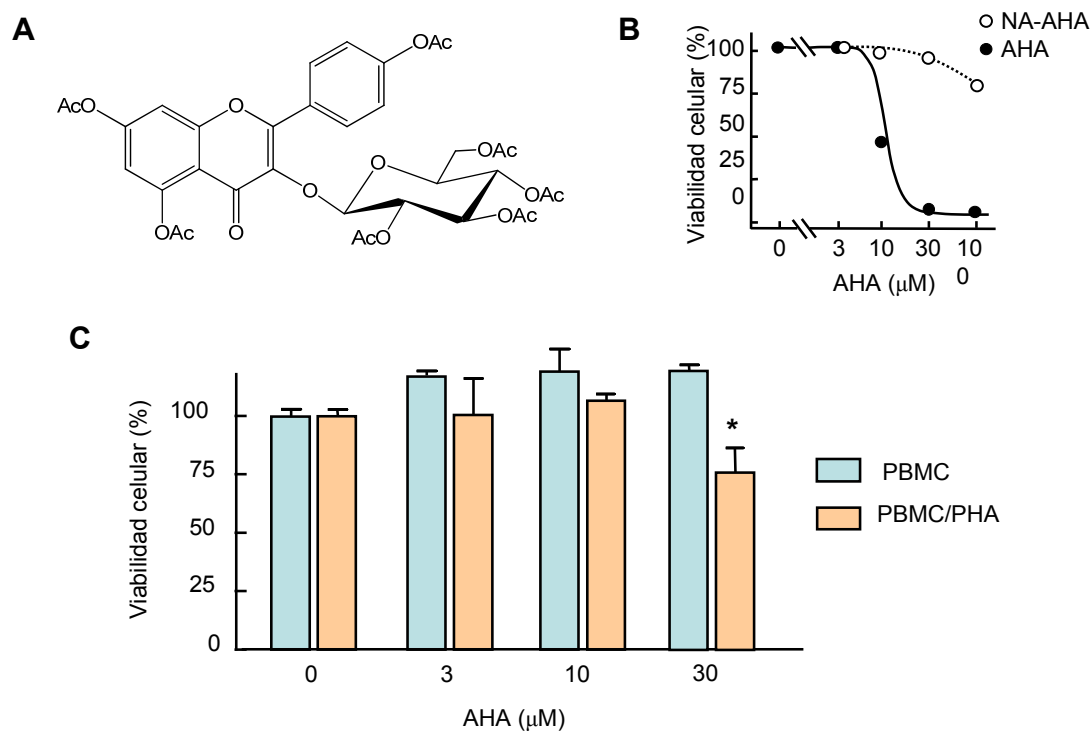 A
OAc
AcO
O
O
OAc
O
OAc
O
OAc
OAc
OAc
O
AcO
B
NA-AHA
AHA
Viabilidad celular (%)
100
75
50
25
0
0 3 10 30 10
0
AHA (μM)
C
Viabilidad celular (%)
100
75
50
25
0
*
0 3 10 30
AHA (μM)
PBMC
PBMC/PHA